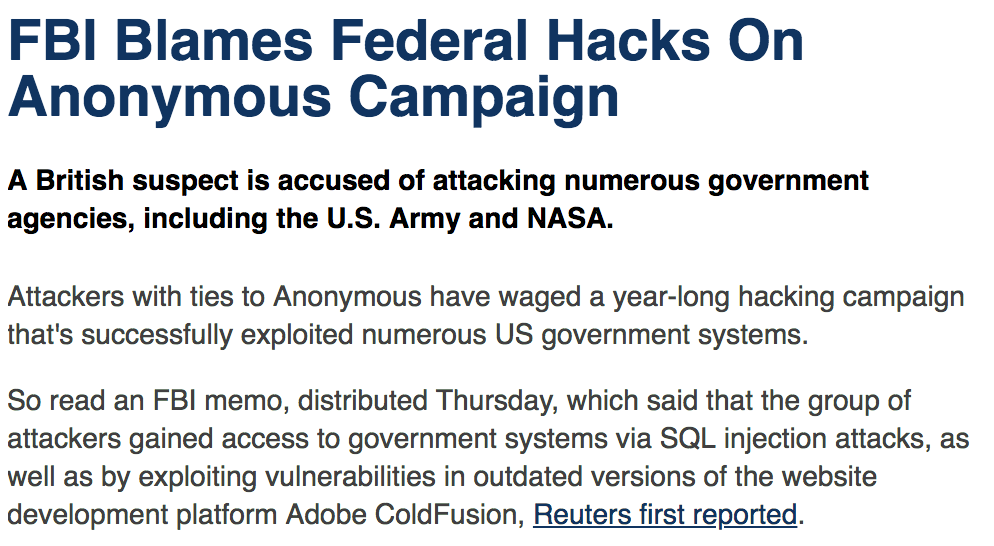 FBI Blames Federal Hacks On
Anonymous Campaign
A British suspect is accused of attacking numerous government
agencies, including the U.S. Army and NASA.
Attackers with ties to Anonymous have waged a year-long hacking campaign
that's successfully exploited numerous US government systems.
So read an FBI memo, distributed Thursday, which said that the group of
attackers gained access to government systems via SQL injection attacks, as
well as by exploiting vulnerabilities in outdated versions of the website
development platform Adobe ColdFusion, Reuters first reported.